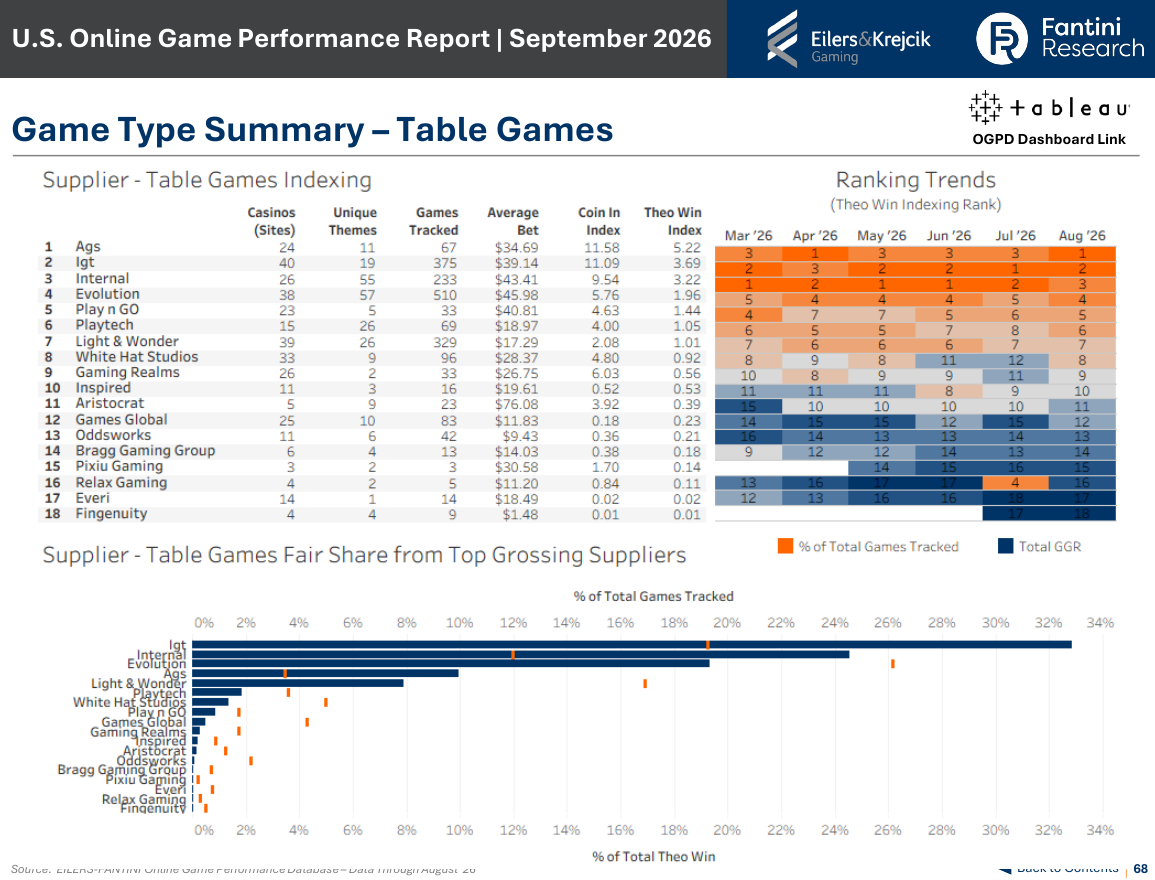 U.S. Online Game Performance Report | September 2026
Eilers&Krejcik
Gaming
Fantini
Research
Game Type Summary – Table Games
+ a b l e a u
OGPD Dashboard Link
Supplier - Table Games Indexing
Casinos (Sites) Unique Themes Games Tracked Average Bet Coin In Index Theo Win Index
1 Ags 24 11 67 $34.69 11.58 5.22
2 Igt 40 19 375 $39.14 11.09 3.69
3 Internal 26 55 233 $43.41 9.54 3.22
4 Evolution 38 57 510 $45.98 5.76 1.96
5 Play n GO 23 5 33 $40.81 4.63 1.44
6 Playtech 15 26 69 $18.97 4.00 1.05
7 Light & Wonder 39 26 329 $17.29 2.08 1.01
8 White Hat Studios 33 9 96 $28.37 4.80 0.92
9 Gaming Realms 26 2 33 $26.75 6.03 0.56
10 Inspired 11 3 16 $19.61 0.52 0.53
11 Aristocrat 5 9 23 $76.08 3.92 0.39
12 Games Global 25 10 83 $11.83 0.18 0.23
13 Oddsworks 11 6 42 $9.43 0.36 0.21
14 Bragg Gaming Group 6 4 13 $14.03 0.38 0.18
15 Pixiu Gaming 3 2 3 $30.58 1.70 0.14
16 Relax Gaming 4 2 5 $11.20 0.84 0.11
17 Everi 14 1 14 $18.49 0.02 0.02
18 Fingenuity 4 4 9 $1.48 0.01 0.01
Ranking Trends
(Theo Win Indexing Rank)
Mar '26 Apr '26 May '26 Jun '26 Jul '26 Aug '26
3 1 3 3 3 1
2 3 2 2 1 2
1 2 1 1 2 3
5 4 4 4 5 4
4 7 7 5 6 5
6 5 5 7 8 6
7 6 6 6 7 7
8 9 8 11 12 8
10 8 9 9 11 9
11 11 11 8 9 10
15 10 10 10 10 11
14 15 15 12 15 12
16 14 13 13 14 13
9 12 12 14 13 14
14 15 16 15
13 16 17 17 4 16
12 13 16 16 18 17
17 18
% of Total Games Tracked Total GGR
Supplier - Table Games Fair Share from Top Grossing Suppliers
% of Total Games Tracked
0% 2% 4% 6% 8% 10% 12% 14% 16% 18% 20% 22% 24% 26% 28% 30% 32% 34%
Igt
Internal
Evolution
Ags
Light & Wonder
Playtech
White Hat Studios
Play n GO
Games Global
Gaming Realms
Inspired
Aristocrat
Oddsworks
Bragg Gaming Group
Pixiu Gaming
Everi
Relax Gaming
Fingenuity
0% 2% 4% 6% 8% 10% 12% 14% 16% 18% 20% 22% 24% 26% 28% 30% 32% 34%
% of Total Theo Win
Source: EILERS-FANTINI Online Game Performance Database – Data Through August '26
Back to Contents | 68